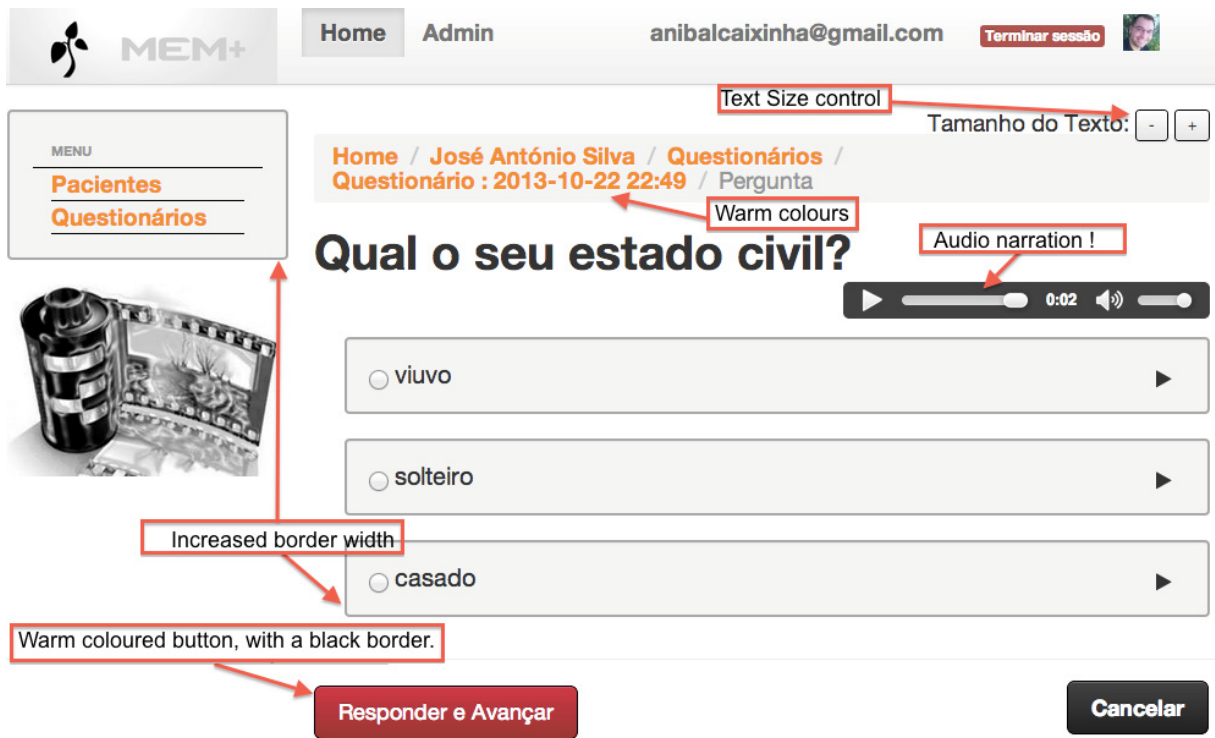 MEM+
Home Admin anibalcaixinha@gmail.com Terminar sessão
Text Size control
Tamanho do Texto: - +
MENU
Pacientes
Questionários
Home / José António Silva / Questionários /
Questionário : 2013-10-22 22:49 / Pergunta
Warm colours
Qual o seu estado civil?
Audio narration !
0:02
viuvo
solteiro
Increased border width
casado
Warm coloured button, with a black border.
Responder e Avançar
Cancelar